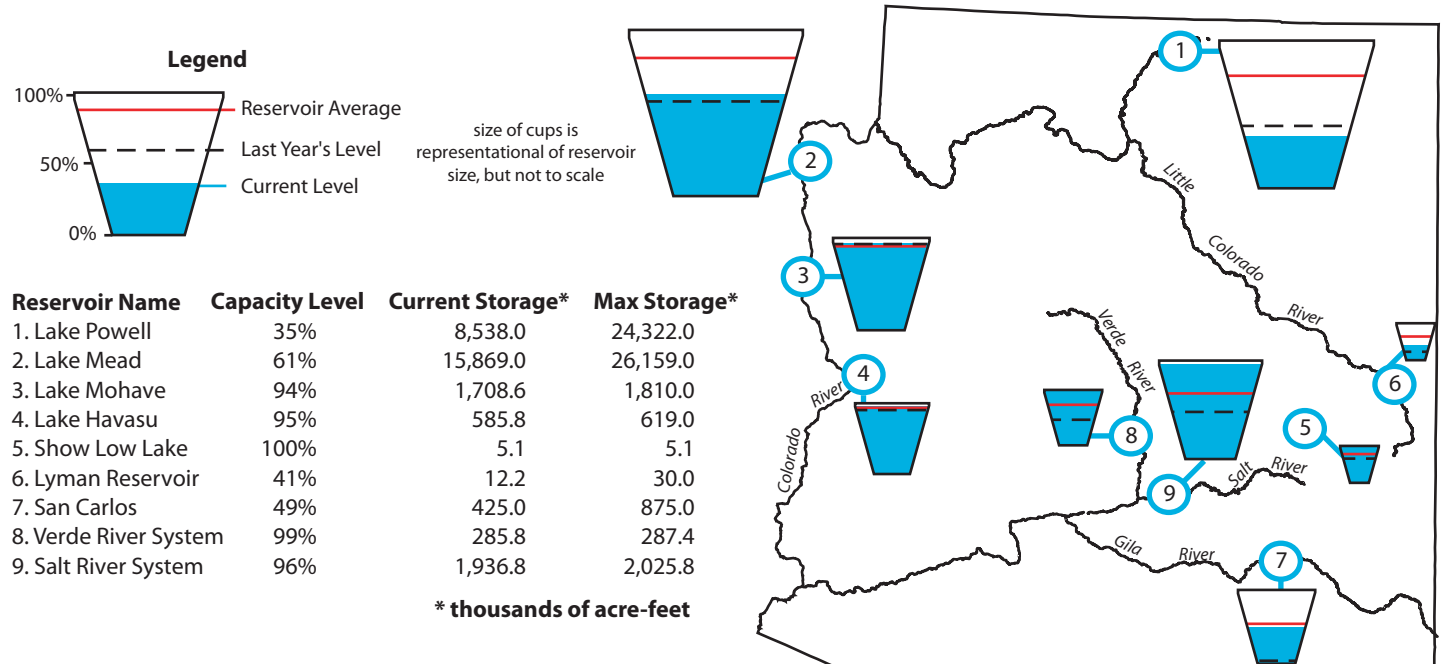 Legend
100%
Reservoir Average
Last Year's Level
50%
Current Level
0%
size of cups is
representational of reservoir
size, but not to scale
Reservoir Name Capacity Level Current Storage* Max Storage*
1. Lake Powell 35% 8,538.0 24,322.0
2. Lake Mead 61% 15,869.0 26,159.0
3. Lake Mohave 94% 1,708.6 1,810.0
4. Lake Havasu 95% 585.8 619.0
5. Show Low Lake 100% 5.1 5.1
6. Lyman Reservoir 41% 12.2 30.0
7. San Carlos 49% 425.0 875.0
8. Verde River System 99% 285.8 287.4
9. Salt River System 96% 1,936.8 2,025.8
* thousands of acre-feet
1
2
Little
Colorado
River
3
Verde
River
4
River
Colorado
6
5
8
9
Salt
River
Gila
River
7